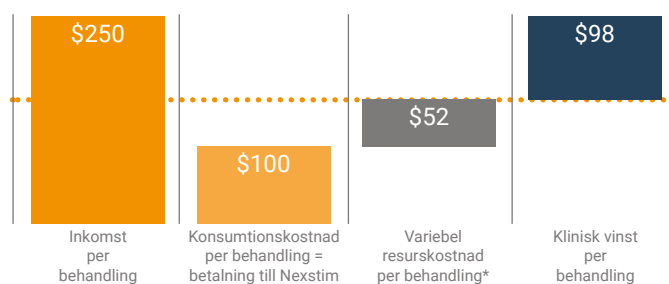 $250
$100
$52
$98
Inkomst
per
behandling
Konsumtionskostnad
per behandling =
betalning till Nexstim
Variebel
resurskostnad
per behandling*
Klinisk vinst
per
behandling